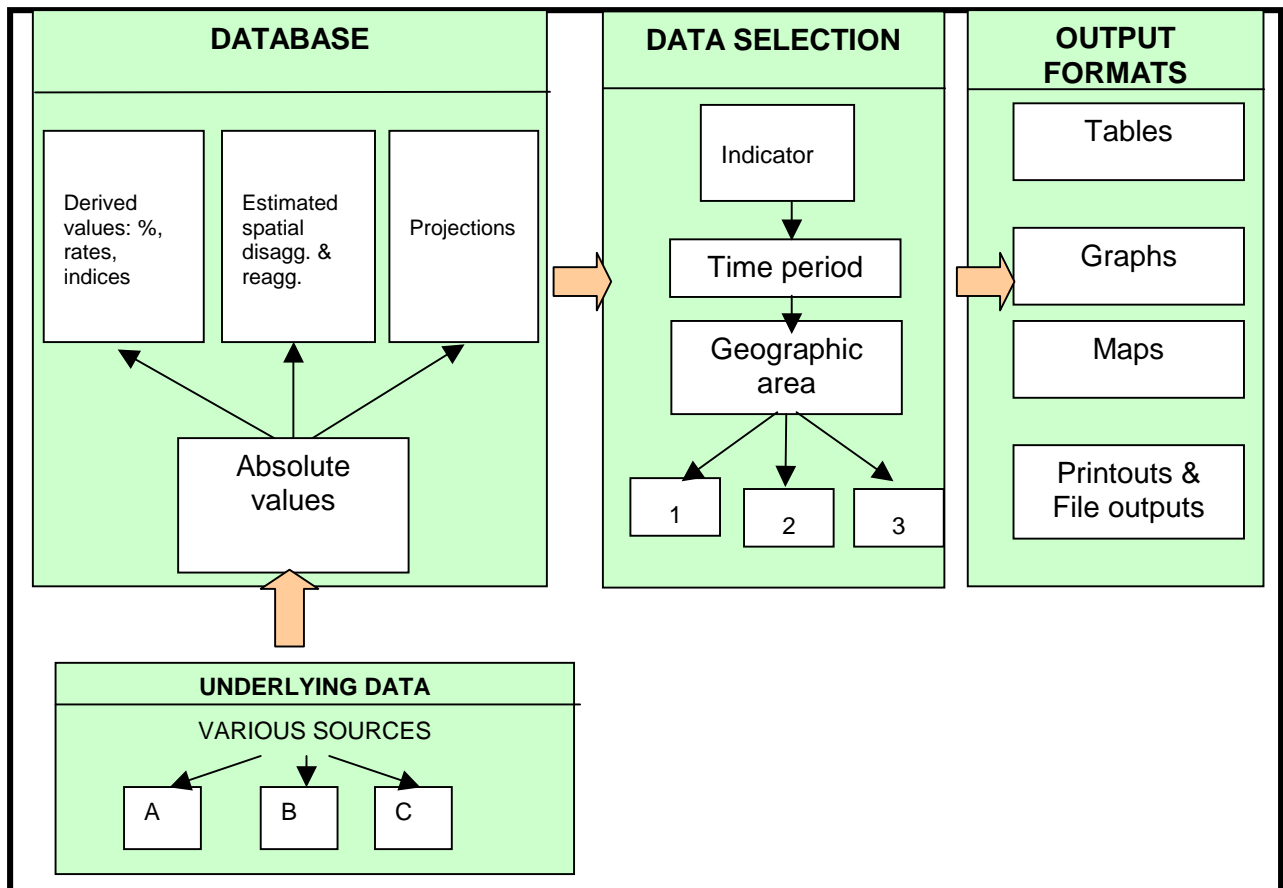 DATABASE
Derived
values: %,
rates,
indices
Estimated
spatial
disagg. &
reagg.
Projections
Absolute
values
DATA SELECTION
Indicator
Time period
Geographic
area
1
2
3
OUTPUT
FORMATS
Tables
Graphs
Maps
Printouts &
File outputs
UNDERLYING DATA
VARIOUS SOURCES
A
B
C